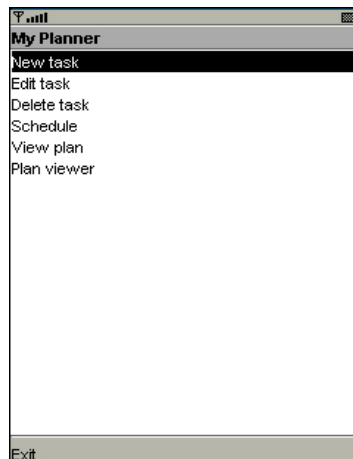 My Planner
New task
Edit task
Delete task
Schedule
View plan
Plan viewer
Exit